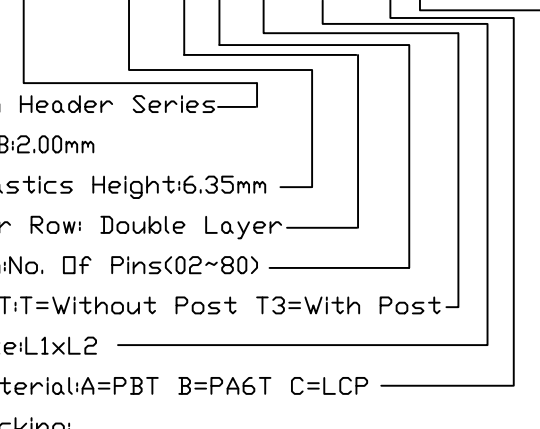 Header Series
B:2.00mm
astics Height:6.35mm
r Row: Double Layer
:No. Of Pins(02~80)
T:T=Without Post T3=With Post
e:L1xL2
terial:A=PBT B=PA6T C=LCP
cking: